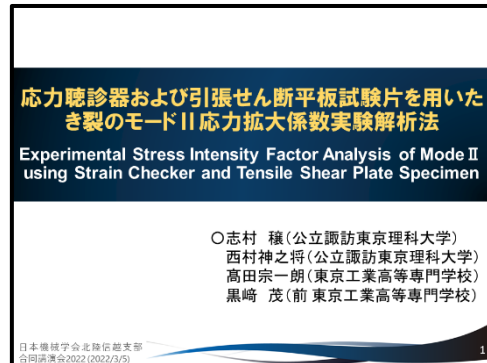 応力聴診器および引張せん断平板試験片を用いた
き裂のモードⅡ応力拡大係数実験解析法
Experimental Stress Intensity Factor Analysis of Mode Ⅱ
using Strain Checker and Tensile Shear Plate Specimen
〇志村 穣(公立諏訪東京理科大学)
西村神之将(公立諏訪東京理科大学)
髙田宗一朗(東京工業高等専門学校)
黒﨑 茂(前 東京工業高等専門学校)
日本機械学会北陸信越支部
合同講演会2022(2022/3/5)
1